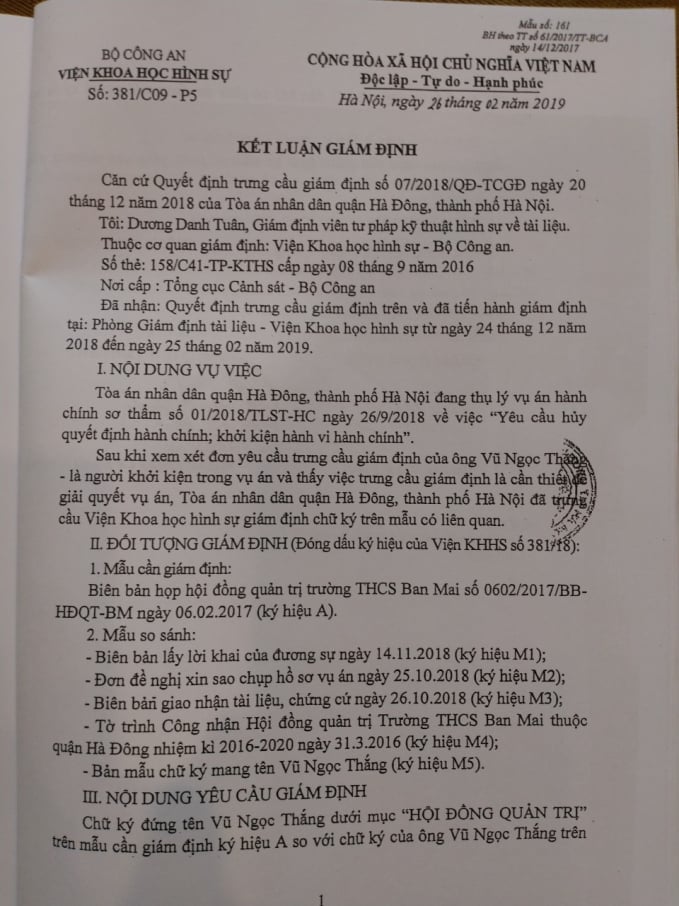 Mẫu số: 161
BH theo TT số 61/2017/TT-BCA
ngày 14/12/2017
BỘ CÔNG AN
VIỆN KHOA HỌC HÌNH SỰ
Số: 381/C09 - P5
CỘNG HÒA XÃ HỘI CHỦ NGHĨA VIỆT NAM
Độc lập - Tự do - Hạnh phúc
Hà Nội, ngày 26 tháng 02 năm 2019
KẾT LUẬN GIÁM ĐỊNH
Căn cứ Quyết định trưng cầu giám định số 07/2018/QĐ-TCGĐ ngày 20
tháng 12 năm 2018 của Tòa án nhân dân quận Hà Đông, thành phố Hà Nội.
Tôi: Dương Danh Tuân, Giám định viên tư pháp kỹ thuật hình sự về tài liệu.
Thuộc cơ quan giám định: Viện Khoa học hình sự - Bộ Công an.
Số thẻ: 158/C41-TP-KTHS cấp ngày 08 tháng 9 năm 2016
Nơi cấp : Tổng cục Cảnh sát - Bộ Công an
Đã nhận: Quyết định trưng cầu giám định trên và đã tiến hành giám định
tại: Phòng Giám định tài liệu - Viện Khoa học hình sự từ ngày 24 tháng 12 năm
2018 đến ngày 25 tháng 02 năm 2019.
I. NỘI DUNG VỤ VIỆC
Tòa án nhân dân quận Hà Đông, thành phố Hà Nội đang thụ lý vụ án hành
chính sơ thẩm số 01/2018/TLST-HC ngày 26/9/2018 về việc “Yêu cầu hủy
quyết định hành chính; khởi kiện hành vi hành chính”.
Sau khi xem xét đơn yêu cầu trưng cầu giám định của ông Vũ Ngọc Thắng
- là người khởi kiện trong vụ án và thấy việc trưng cầu giám định là cần thiết để
giải quyết vụ án, Tòa án nhân dân quận Hà Đông, thành phố Hà Nội đã trưng
cầu Viện Khoa học hình sự giám định chữ ký trên mẫu có liên quan.
II. ĐỐI TƯỢNG GIÁM ĐỊNH (Đóng dấu ký hiệu của Viện KHHS số 381/18):
1. Mẫu cần giám định:
Biên bản họp hội đồng quản trị trường THCS Ban Mai số 0602/2017/BB-
HĐQT-BM ngày 06.02.2017 (ký hiệu A).
2. Mẫu so sánh:
- Biên bản lấy lời khai của đương sự ngày 14.11.2018 (ký hiệu M1);
- Đơn đề nghị xin sao chụp hồ sơ vụ án ngày 25.10.2018 (ký hiệu M2);
- Biên bản giao nhận tài liệu, chứng cứ ngày 26.10.2018 (ký hiệu M3);
- Tờ trình Công nhận Hội đồng quản trị Trường THCS Ban Mai thuộc
quận Hà Đông nhiệm kì 2016-2020 ngày 31.3.2016 (ký hiệu M4);
- Bản mẫu chữ ký mang tên Vũ Ngọc Thắng (ký hiệu M5).
III. NỘI DUNG YÊU CẦU GIÁM ĐỊNH
Chữ ký đứng tên Vũ Ngọc Thắng dưới mục “HỘI ĐỒNG QUẢN TRỊ”
trên mẫu cần giám định ký hiệu A so với chữ ký của ông Vũ Ngọc Thắng trên
1